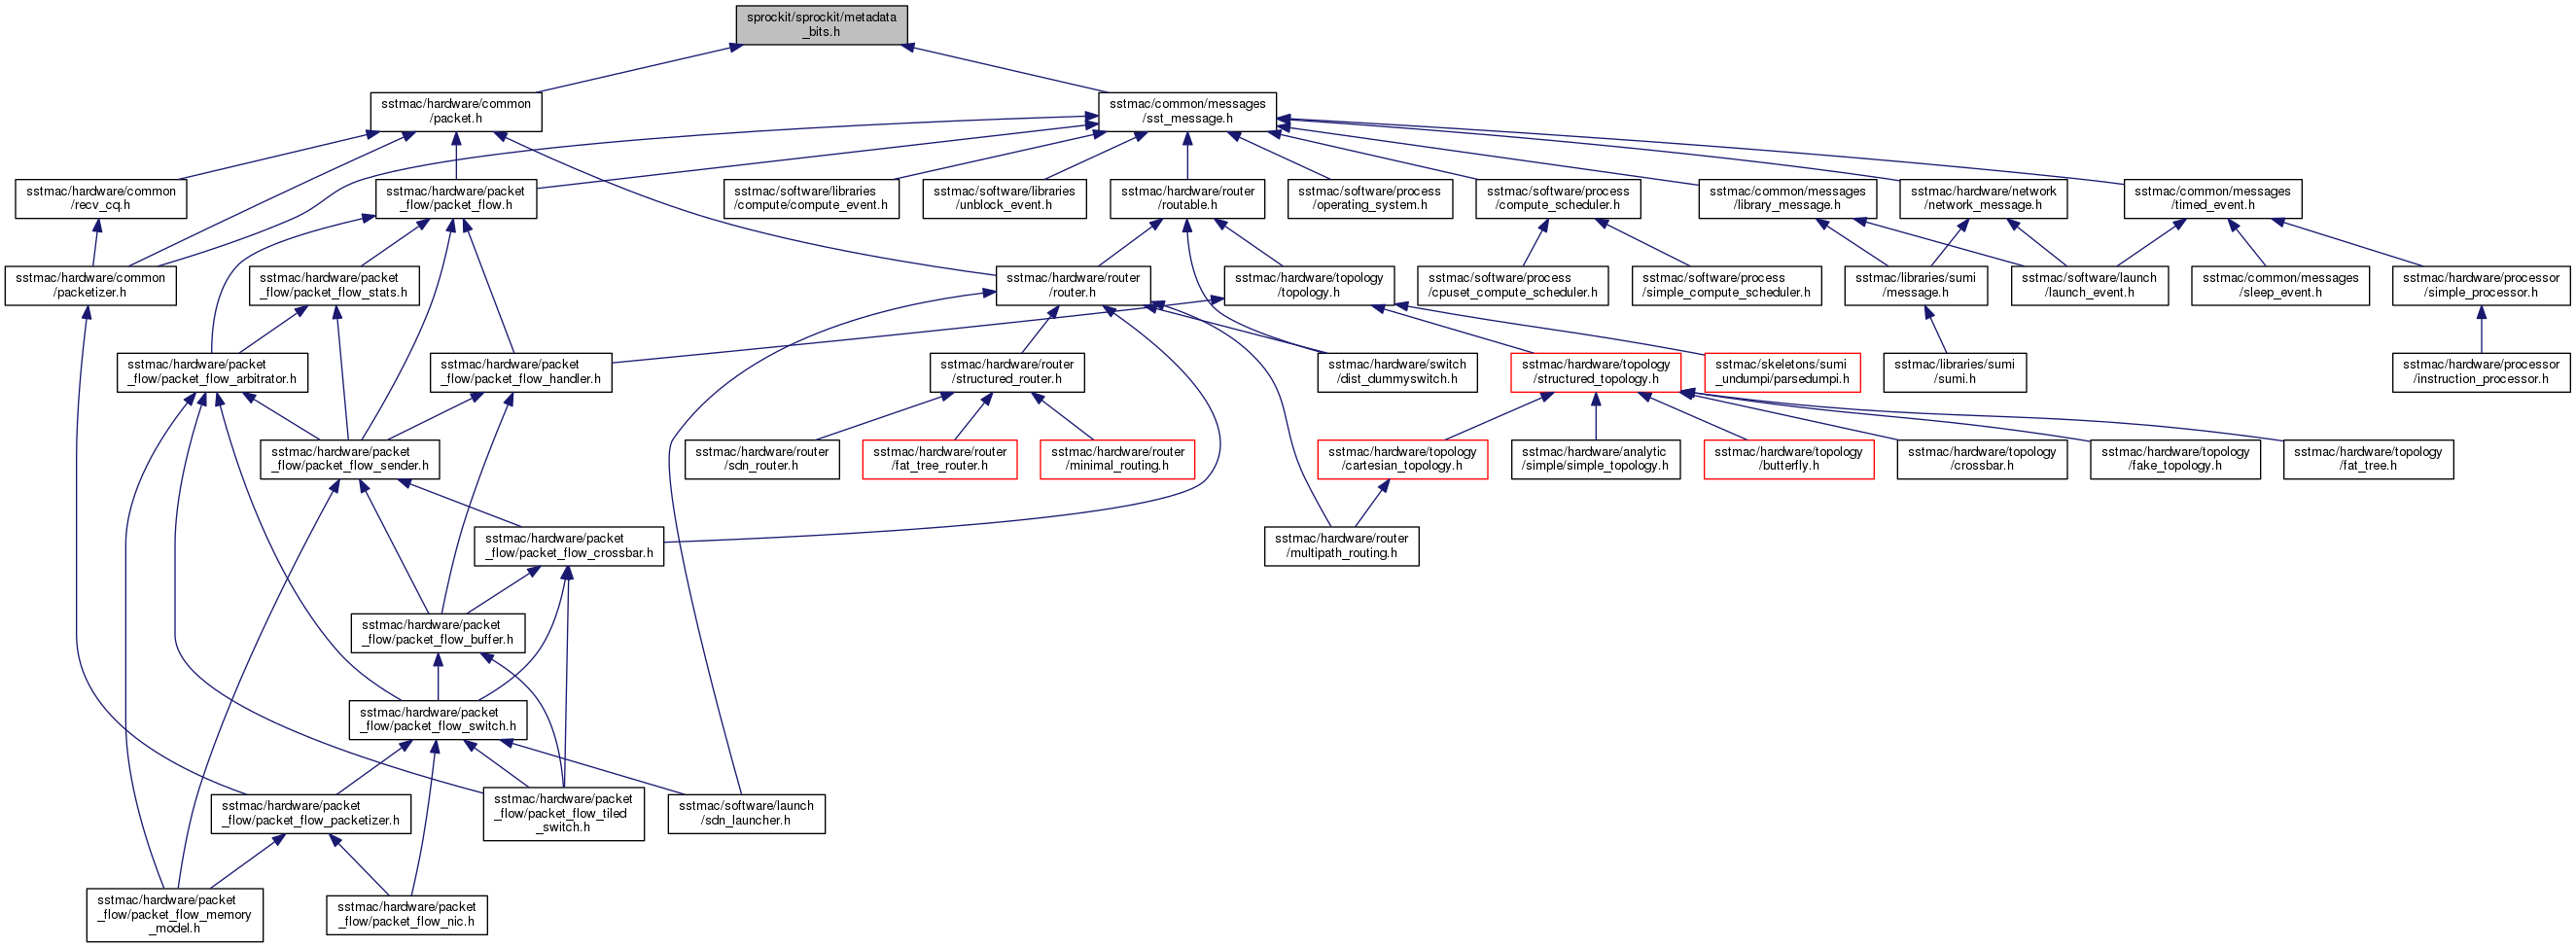 sprockit/sprockit/metadata
_bits.h
sstmac/hardware/common
/packet.h
sstmac/common/messages
/sst_message.h
sstmac/hardware/common
/recv_cq.h
sstmac/hardware/packet
_flow/packet_flow.h
sstmac/software/libraries
/compute/compute_event.h
sstmac/software/libraries
/unblock_event.h
sstmac/hardware/router
/routable.h
sstmac/software/process
/operating_system.h
sstmac/software/process
/compute_scheduler.h
sstmac/common/messages
/library_message.h
sstmac/hardware/network
/network_message.h
sstmac/common/messages
/timed_event.h
sstmac/hardware/common
/packetizer.h
sstmac/hardware/packet
_flow/packet_flow_stats.h
sstmac/hardware/router
/router.h
sstmac/hardware/topology
/topology.h
sstmac/software/process
/cpuset_compute_scheduler.h
sstmac/software/process
/simple_compute_scheduler.h
sstmac/libraries/sumi
/message.h
sstmac/software/launch
/launch_event.h
sstmac/common/messages
/sleep_event.h
sstmac/hardware/processor
/simple_processor.h
sstmac/hardware/packet
_flow/packet_flow_arbitrator.h
sstmac/hardware/packet
_flow/packet_flow_handler.h
sstmac/hardware/router
/structured_router.h
sstmac/hardware/switch
/dist_dummyswitch.h
sstmac/hardware/topology
/structured_topology.h
sstmac/skeletons/sumi
_undumpi/parsedumpi.h
sstmac/libraries/sumi
/sumi.h
sstmac/hardware/processor
/instruction_processor.h
sstmac/hardware/packet
_flow/packet_flow_sender.h
sstmac/hardware/router
/sdn_router.h
sstmac/hardware/router
/fat_tree_router.h
sstmac/hardware/router
/minimal_routing.h
sstmac/hardware/topology
/cartesian_topology.h
sstmac/hardware/analytic
/simple/simple_topology.h
sstmac/hardware/topology
/butterfly.h
sstmac/hardware/topology
/crossbar.h
sstmac/hardware/topology
/fake_topology.h
sstmac/hardware/topology
/fat_tree.h
sstmac/hardware/packet
_flow/packet_flow_crossbar.h
sstmac/hardware/router
/multipath_routing.h
sstmac/hardware/packet
_flow/packet_flow_buffer.h
sstmac/hardware/packet
_flow/packet_flow_switch.h
sstmac/hardware/packet
_flow/packet_flow_packetizer.h
sstmac/hardware/packet
_flow/packet_flow_tiled
_switch.h
sstmac/software/launch
/sdn_launcher.h
sstmac/hardware/packet
_flow/packet_flow_memory
_model.h
sstmac/hardware/packet
_flow/packet_flow_nic.h